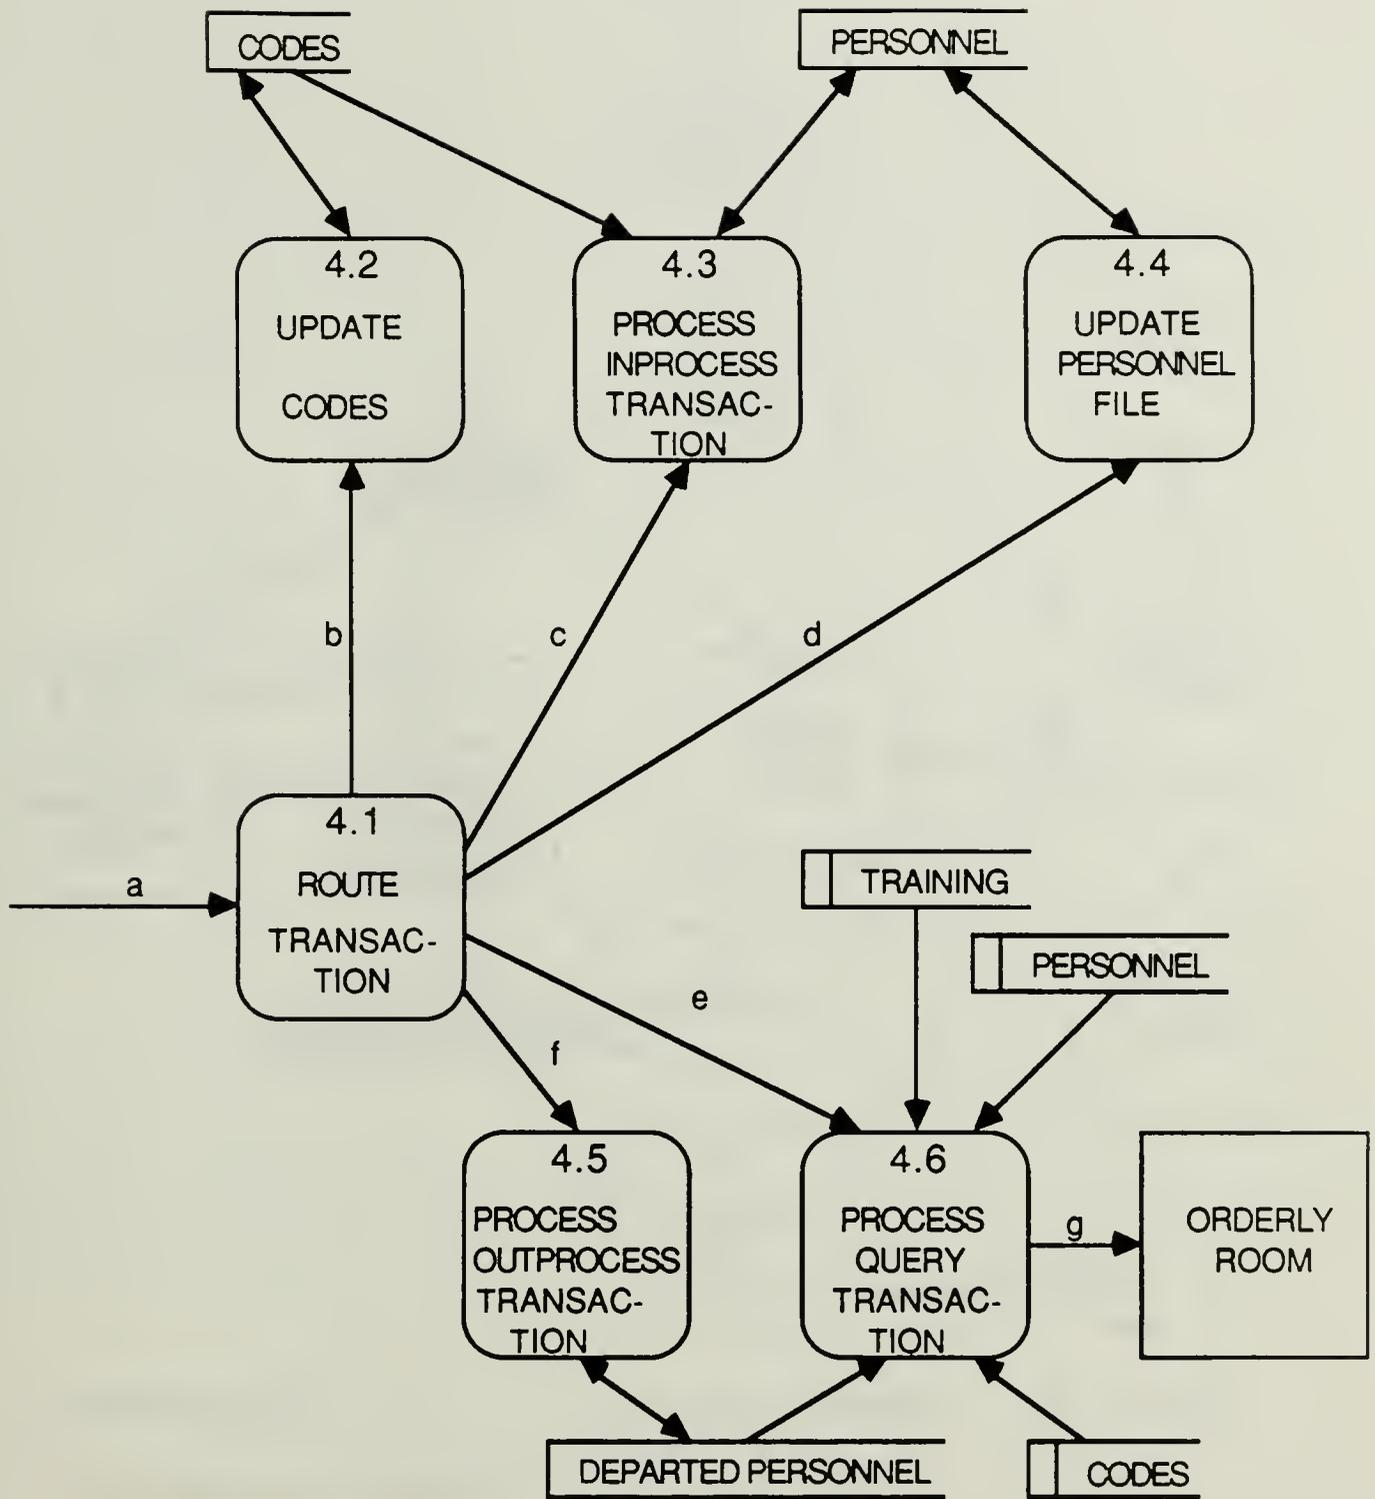 CODES
PERSONNEL
4.2
UPDATE
CODES
4.3
PROCESS
INPROCESS
TRANSAC-
TION
4.4
UPDATE
PERSONNEL
FILE
b
c
d
4.1
ROUTE
TRANSAC-
TION
a
TRAINING
PERSONNEL
e
f
4.5
PROCESS
OUTPROCESS
TRANSAC-
TION
4.6
PROCESS
QUERY
TRANSAC-
TION
g
ORDERLY
ROOM
DEPARTED PERSONNEL
CODES